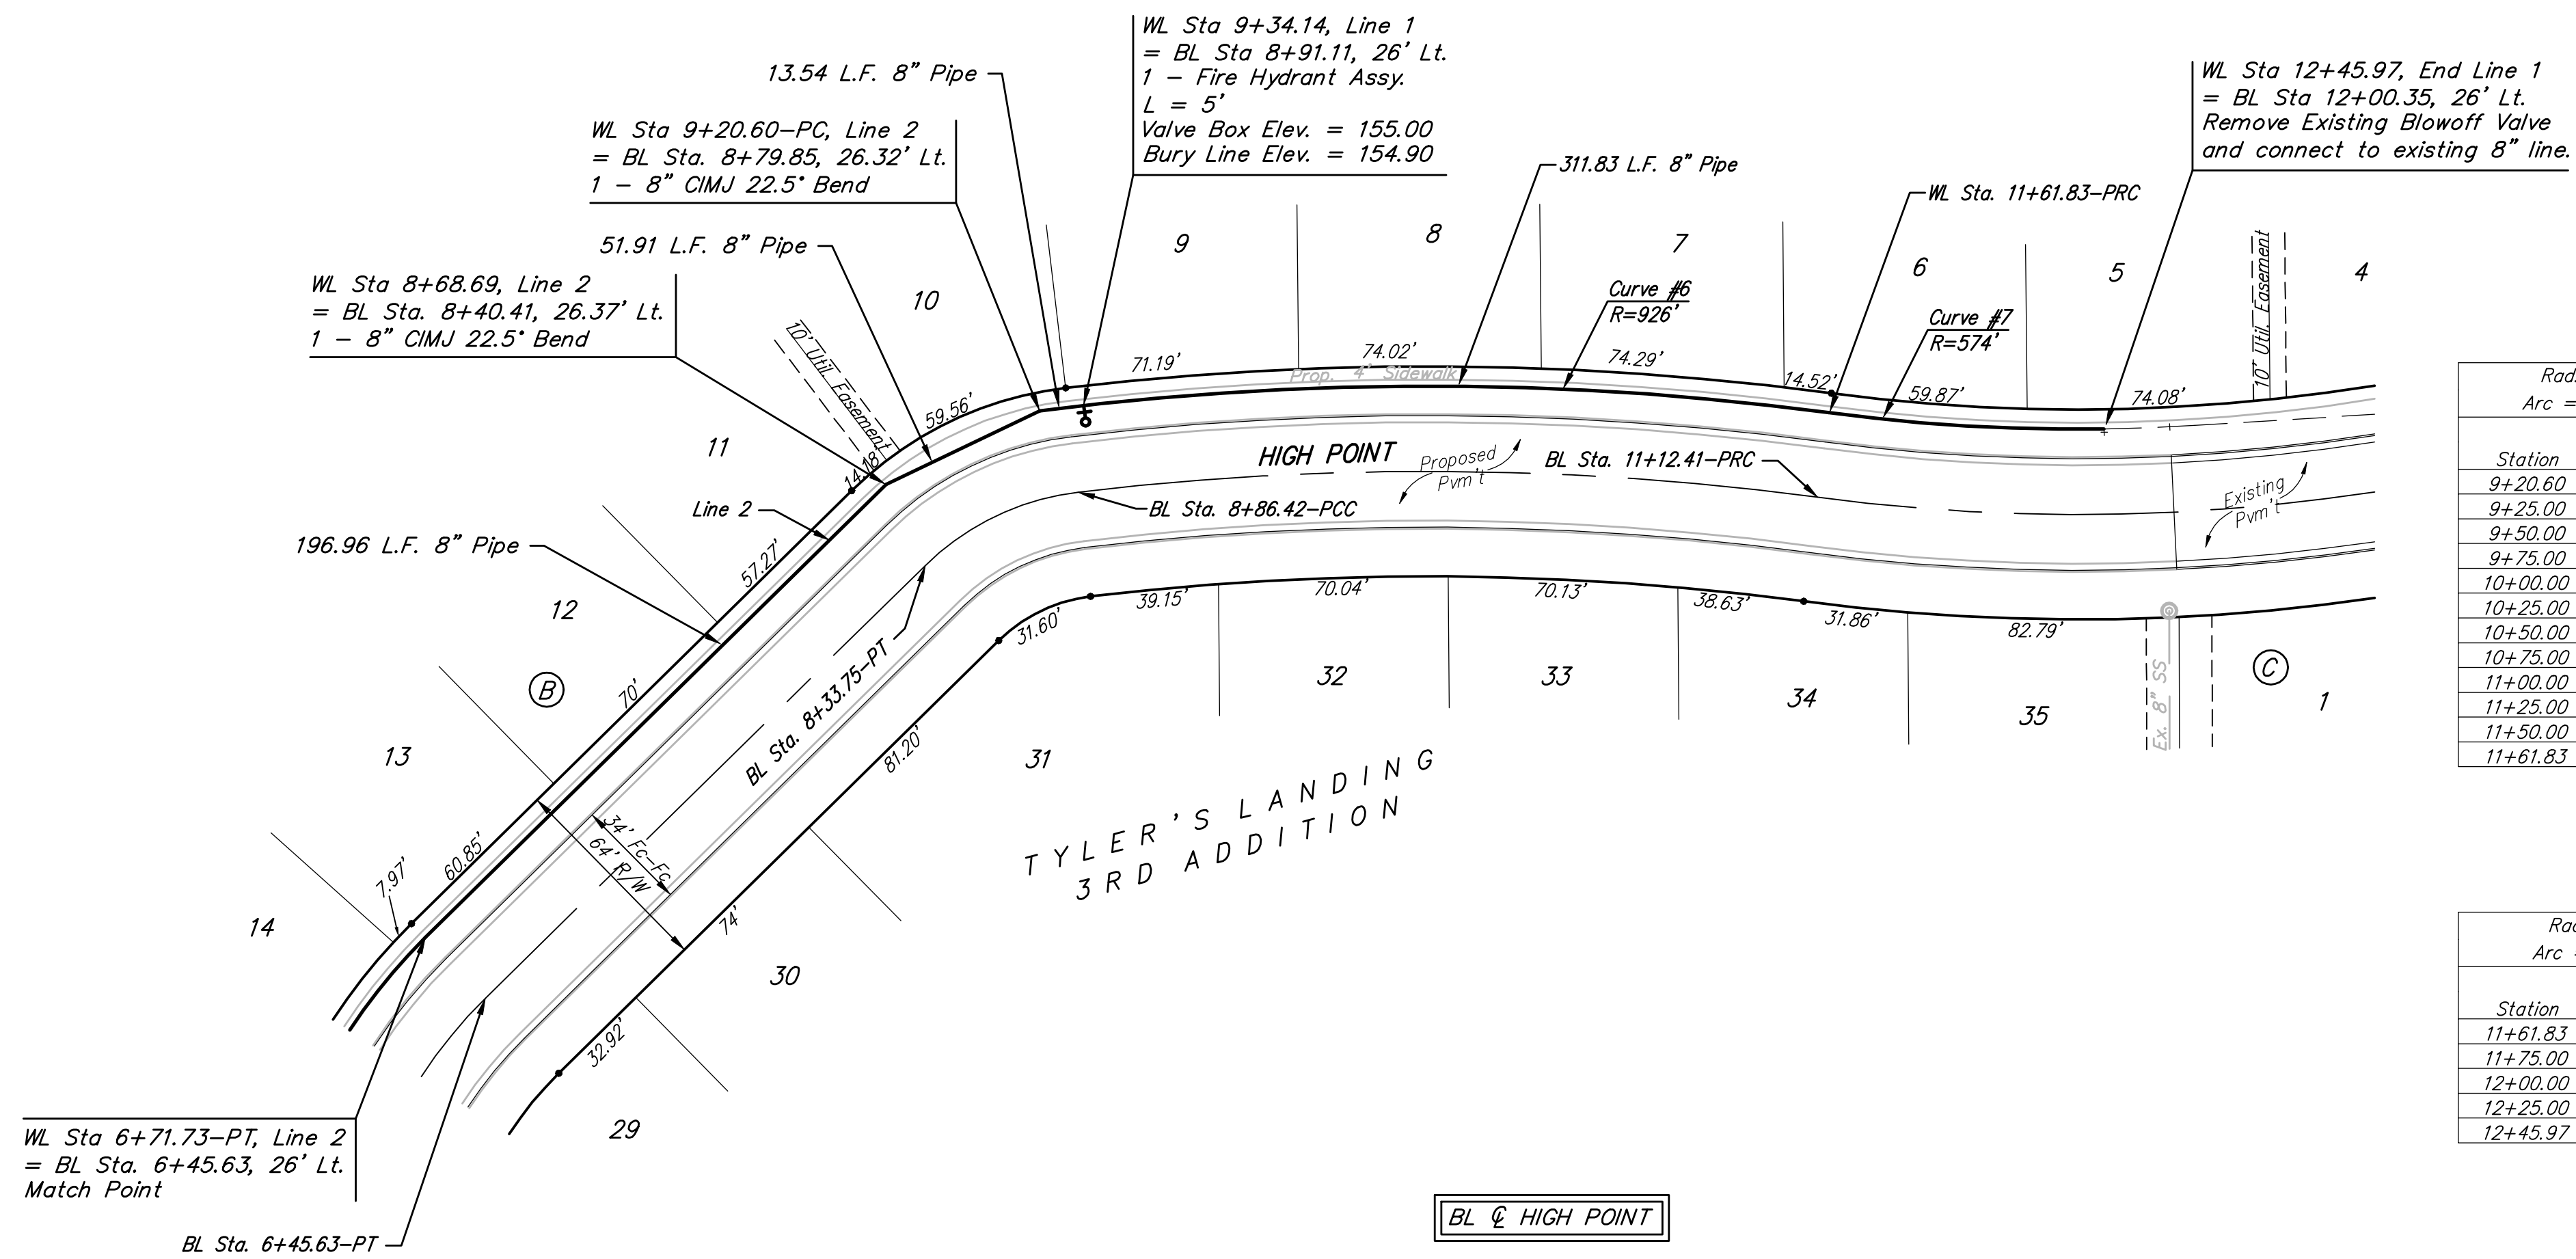 WL Sta 9+34.14, Line 1
= BL Sta 8+91.11, 26' Lt.
1 - Fire Hydrant Assy.
L = 5'
Valve Box Elev. = 155.00
Bury Line Elev. = 154.90
13.54 L.F. 8" Pipe
WL Sta 9+20.60-PC, Line 2
= BL Sta. 8+79.85, 26.32' Lt.
1 - 8" CIMJ 22.5° Bend
WL Sta 12+45.97, End Line 1
= BL Sta 12+00.35, 26' Lt.
Remove Existing Blowoff Valve
and connect to existing 8" line.
311.83 L.F. 8" Pipe
WL Sta. 11+61.83-PRC
51.91 L.F. 8" Pipe
WL Sta 8+68.69, Line 2
= BL Sta. 8+40.41, 26.37' Lt.
1 - 8" CIMJ 22.5° Bend
9
8
7
6
5
4
10
11
12
13
14
10' Util. Easement
10' Util. Easement
Curve #6
R=926'
Curve #7
R=574'
59.56'
71.19'
74.02'
74.29'
14.52'
59.87'
74.08'
Prop. 4' Sidewalk
14.18'
Line 2
196.96 L.F. 8" Pipe
57.27'
70'
60.85'
7.97'
HIGH POINT
Proposed
Pvm't
BL Sta. 11+12.41-PRC
BL Sta. 8+86.42-PCC
Existing
Pvm't
BL Sta. 8+33.75-PT
B
34' Fc-Fc
64' R/W
31.60'
39.15'
70.04'
70.13'
38.63'
31.86'
82.79'
81.20'
74'
32.92'
32
33
34
35
31
30
29
1
C
Ex. 8" SS
TYLER'S LANDING
3RD ADDITION
WL Sta 6+71.73-PT, Line 2
= BL Sta. 6+45.63, 26' Lt.
Match Point
BL Sta. 6+45.63-PT
BL ℄ HIGH POINT
Rad.
Arc =
Station
9+20.60
9+25.00
9+50.00
9+75.00
10+00.00
10+25.00
10+50.00
10+75.00
11+00.00
11+25.00
11+50.00
11+61.83
Arc
Station
11+61.83
11+75.00
12+00.00
12+25.00
12+45.97